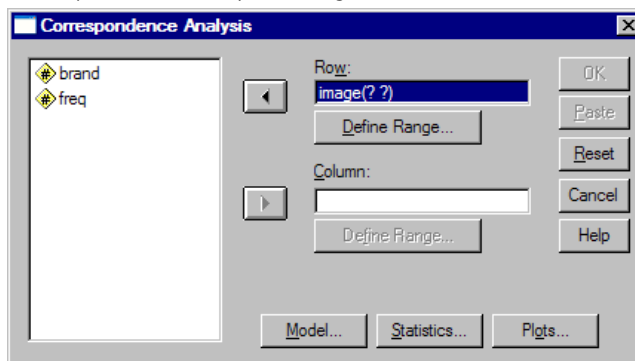 Correspondence Analysis
brand
freq
Row:
image(? ?)
Define Range...
Column:
Define Range...
OK
Paste
Reset
Cancel
Help
Model...
Statistics...
Plots...